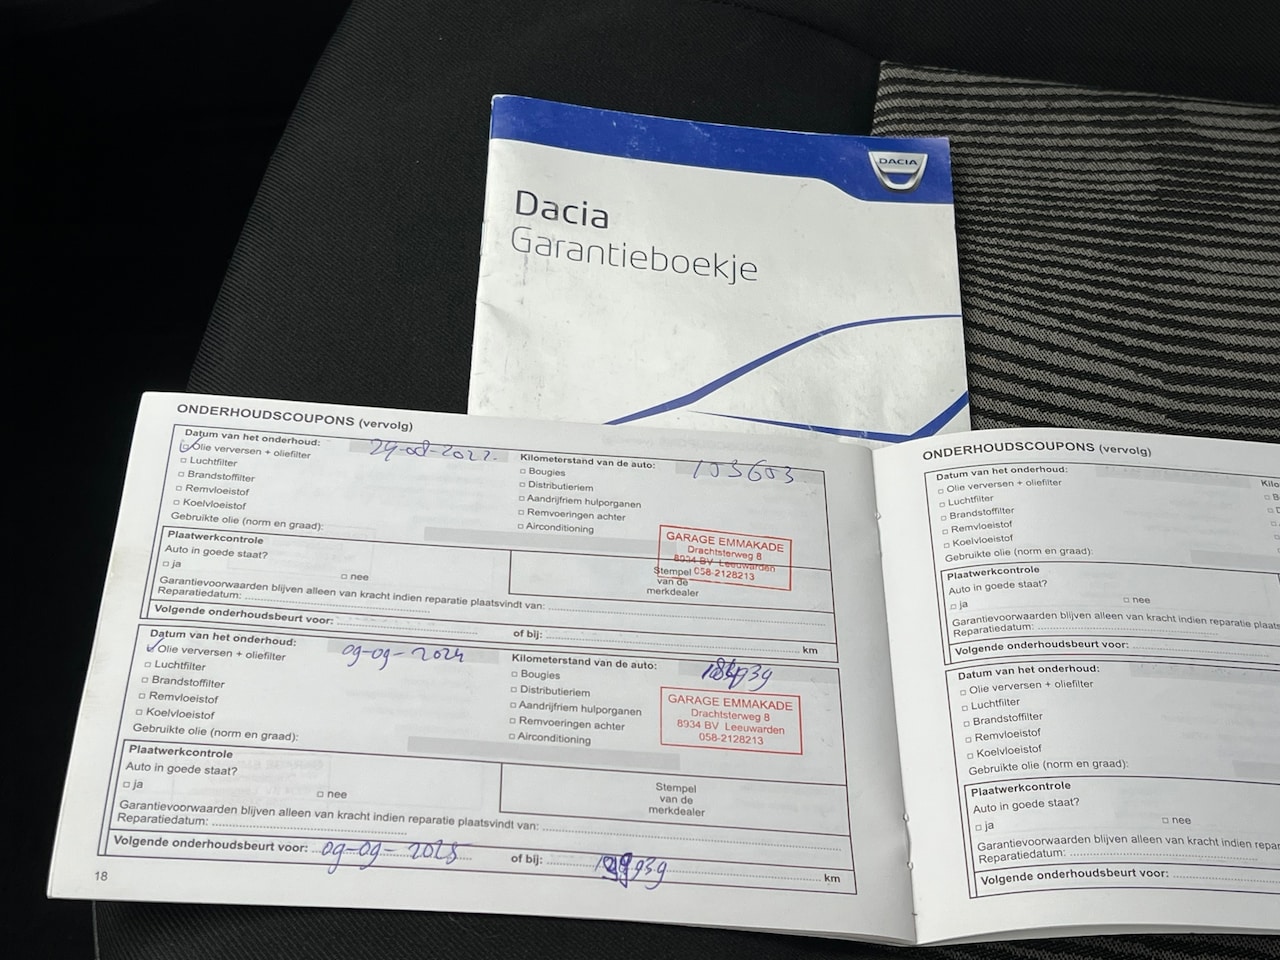 DACIA
Dacia
Garantieboekje
ONDERHOUDSCOUPONS (vervolg)
Datum van het onderhoud: 29-08-2022.
Kilometerstand van de auto: 153603
Olie verversen + oliefilter
Luchtfilter
Brandstoffilter
Remvloeistof
Koelvloeistof
Bougies
Distributieriem
Aandrijfriem hulporganen
Remvoeringen achter
Airconditioning
Gebruikte olie (norm en graad):
Plaatwerkcontrole
Auto in goede staat?
ja nee
GARAGE EMMAKADE
Drachtsterweg 8
8934 BV Leeuwarden
058-2128213
Stempel
van de
merkdealer
Garantievoorwaarden blijven alleen van kracht indien reparatie plaatsvindt van:
Reparatiedatum:
Volgende onderhoudsbeurt voor: of bij: km
Datum van het onderhoud: 09-09-2024
Kilometerstand van de auto:
Olie verversen + oliefilter
Luchtfilter
Brandstoffilter
Remvloeistof
Koelvloeistof
Bougies
Distributieriem
Aandrijfriem hulporganen
Remvoeringen achter
Airconditioning
Gebruikte olie (norm en graad):
GARAGE EMMAKADE
Drachtsterweg 8
8934 BV Leeuwarden
058-2128213
Plaatwerkcontrole
Auto in goede staat?
ja nee
Stempel
van de
merkdealer
Garantievoorwaarden blijven alleen van kracht indien reparatie plaatsvindt van:
Reparatiedatum:
Volgende onderhoudsbeurt voor: 09-09-2025 of bij: km
18
ONDERHOUDSCOUPONS (vervolg)
Datum van het onderhoud:
Kilo
Olie verversen + oliefilter
Luchtfilter
Brandstoffilter
Remvloeistof
Koelvloeistof
Gebruikte olie (norm en graad):
Plaatwerkcontrole
Auto in goede staat?
ja nee
Garantievoorwaarden blijven alleen van kracht indien reparatie plaats
Reparatiedatum:
Volgende onderhoudsbeurt voor:
Datum van het onderhoud:
Olie verversen + oliefilter
Luchtfilter
Brandstoffilter
Remvloeistof
Koelvloeistof
Gebruikte olie (norm en graad):
Plaatwerkcontrole
Auto in goede staat?
ja nee
Garantievoorwaarden blijven alleen van kracht indien repar
Reparatiedatum:
Volgende onderhoudsbeurt voor: